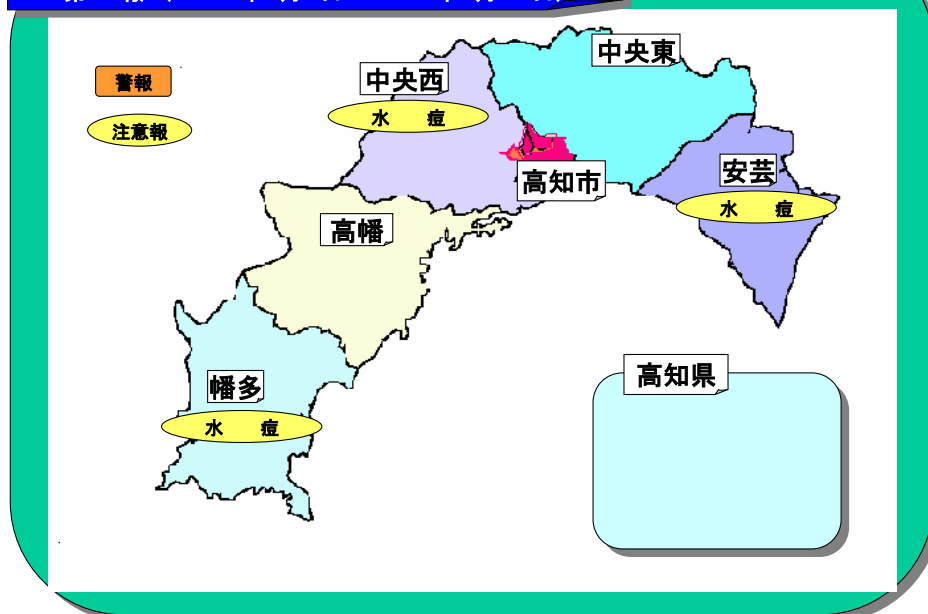 警報
注意報
中央東
中央西
水　痘
高知市
安芸
水　痘
高幡
高知県
幡多
水　痘